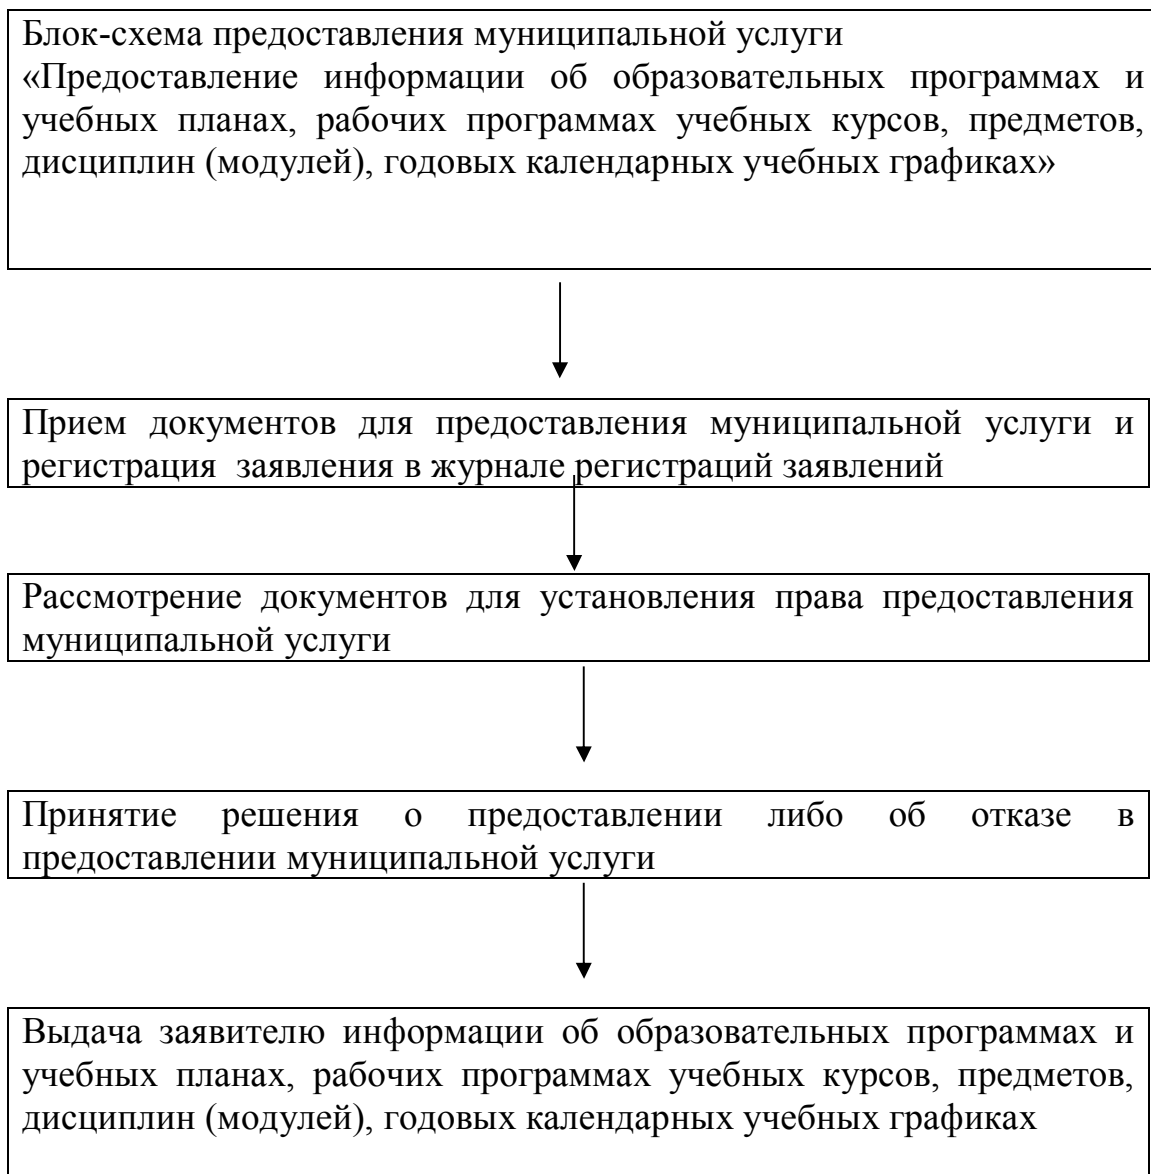 Блок-схема предоставления муниципальной услуги
«Предоставление информации об образовательных программах и
учебных планах, рабочих программах учебных курсов, предметов,
дисциплин (модулей), годовых календарных учебных графиках»
Прием документов для предоставления муниципальной услуги и
регистрация заявления в журнале регистраций заявлений
Рассмотрение документов для установления права предоставления
муниципальной услуги
Принятие решения о предоставлении либо об отказе в
предоставлении муниципальной услуги
Выдача заявителю информации об образовательных программах и
учебных планах, рабочих программах учебных курсов, предметов,
дисциплин (модулей), годовых календарных учебных графиках